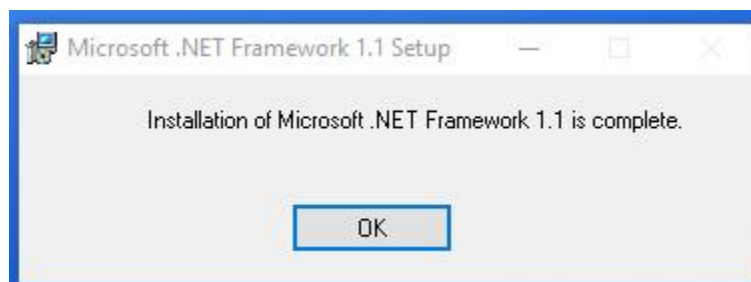 Microsoft .NET Framework 1.1 Setup
Installation of Microsoft .NET Framework 1.1 is complete.
OK